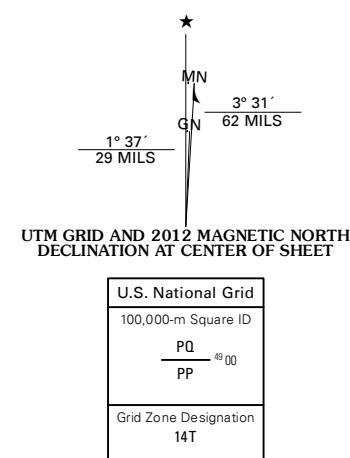 ★
MN
GN
3° 31´
62 MILS
1° 37´
29 MILS
UTM GRID AND 2012 MAGNETIC NORTH
DECLINATION AT CENTER OF SHEET
U.S. National Grid
100,000-m Square ID
PQ
49 00
PP
Grid Zone Designation
14T